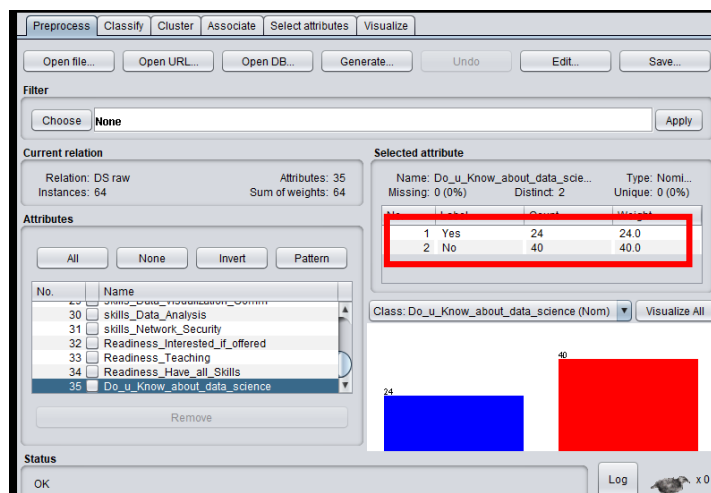 Preprocess Classify Cluster Associate Select attributes Visualize
Open file... Open URL... Open DB... Generate... Undo Edit... Save...
Filter
Choose None Apply
Current relation
Relation: DS raw Attributes: 35
Instances: 64 Sum of weights: 64
Attributes
All None Invert Pattern
No. Name
29 skills_Data_Visualization_Comm
30 skills_Data_Analysis
31 skills_Network_Security
32 Readiness_Interested_if_offered
33 Readiness_Teaching
34 Readiness_Have_all_Skills
35 Do_u_Know_about_data_science
Remove
Selected attribute
Name: Do_u_Know_about_data_scie... Type: Nomi...
Missing: 0 (0%) Distinct: 2 Unique: 0 (0%)
No. Label Count Weight
1 Yes 24 24.0
2 No 40 40.0
Class: Do_u_Know_about_data_science (Nom) Visualize All
40
24
Status
OK
Log x 0